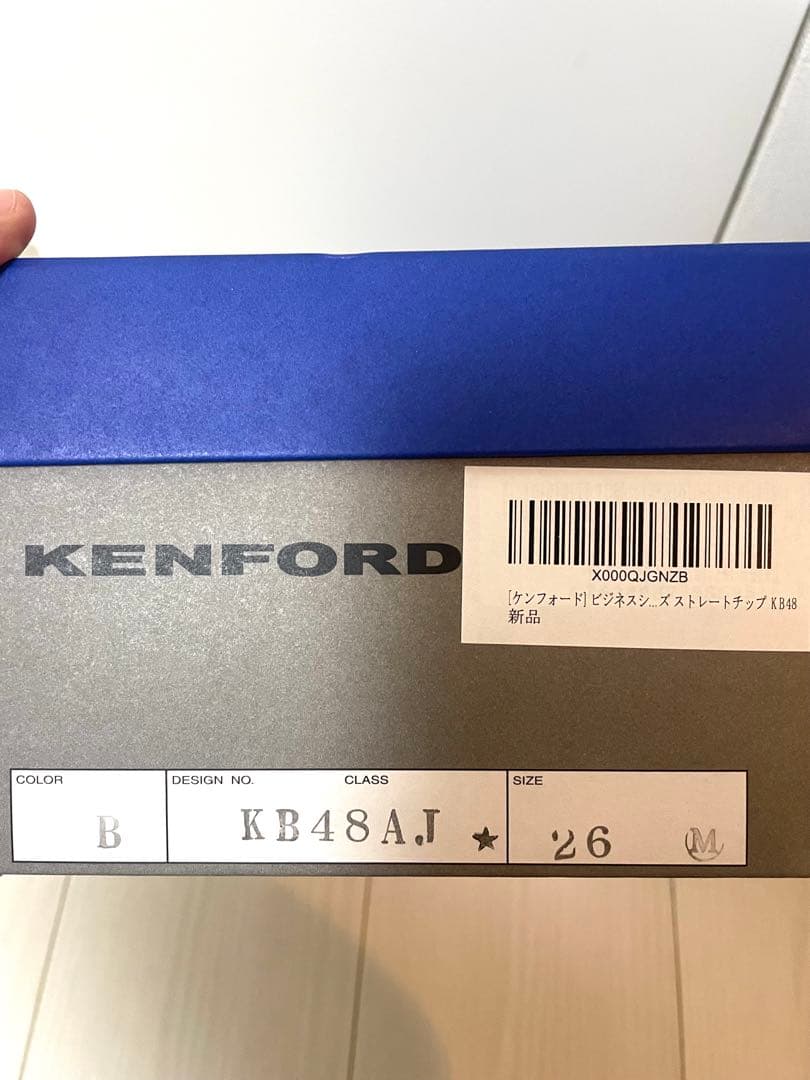 KENFORD
X000QJGNZB
[ケンフォード] ビジネスシ...ズ ストレートチップ KB48
新品
COLOR
B
DESIGN NO. CLASS
KB48AJ ★
SIZE
26 M